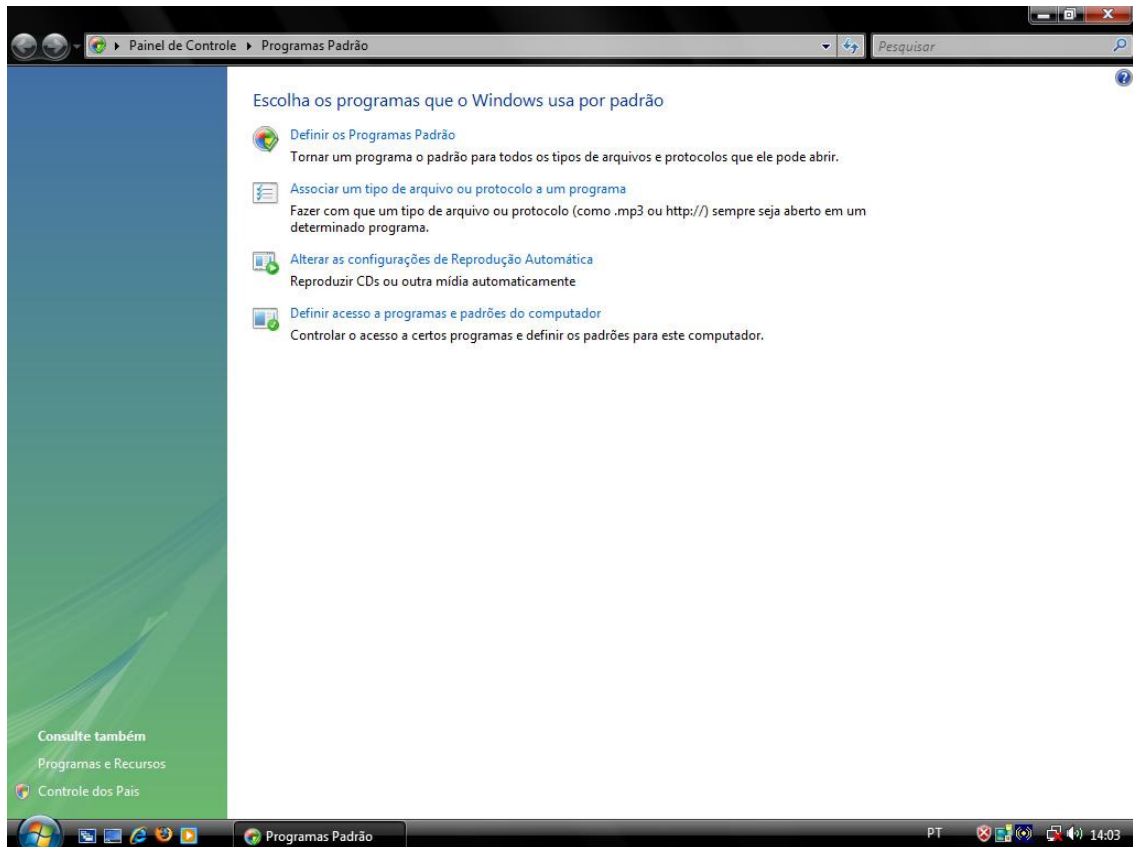 Painel de Controle Programas Padrão
Pesquisar
Escolha os programas que o Windows usa por padrão
Definir os Programas Padrão
Tornar um programa o padrão para todos os tipos de arquivos e protocolos que ele pode abrir.
Associar um tipo de arquivo ou protocolo a um programa
Fazer com que um tipo de arquivo ou protocolo (como .mp3 ou http://) sempre seja aberto em um
determinado programa.
Alterar as configurações de Reprodução Automática
Reproduzir CDs ou outra mídia automaticamente
Definir acesso a programas e padrões do computador
Controlar o acesso a certos programas e definir os padrões para este computador.
Consulte também
Programas e Recursos
Controle dos Pais
Programas Padrão
PT
14:03